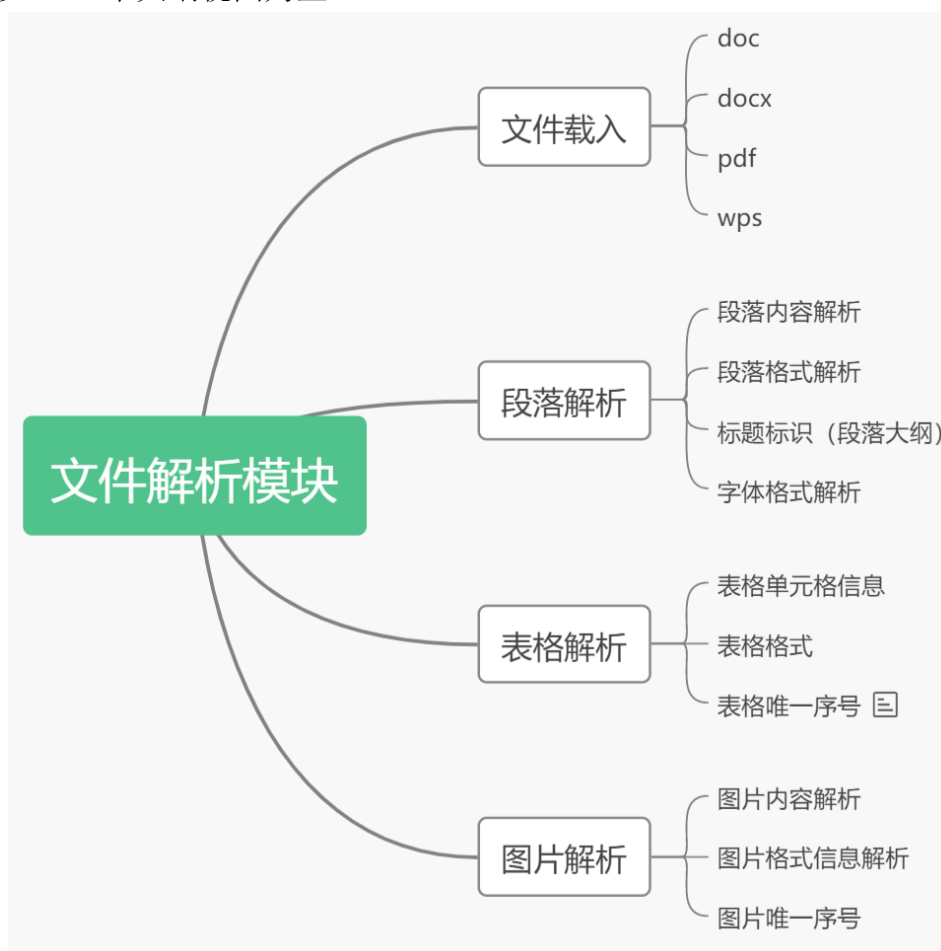 doc
文件载入
docx
pdf
wps
段落内容解析
段落解析
段落格式解析
标题标识（段落大纲）
字体格式解析
文件解析模块
表格单元格信息
表格解析
表格格式
表格唯一序号
图片内容解析
图片解析
图片格式信息解析
图片唯一序号